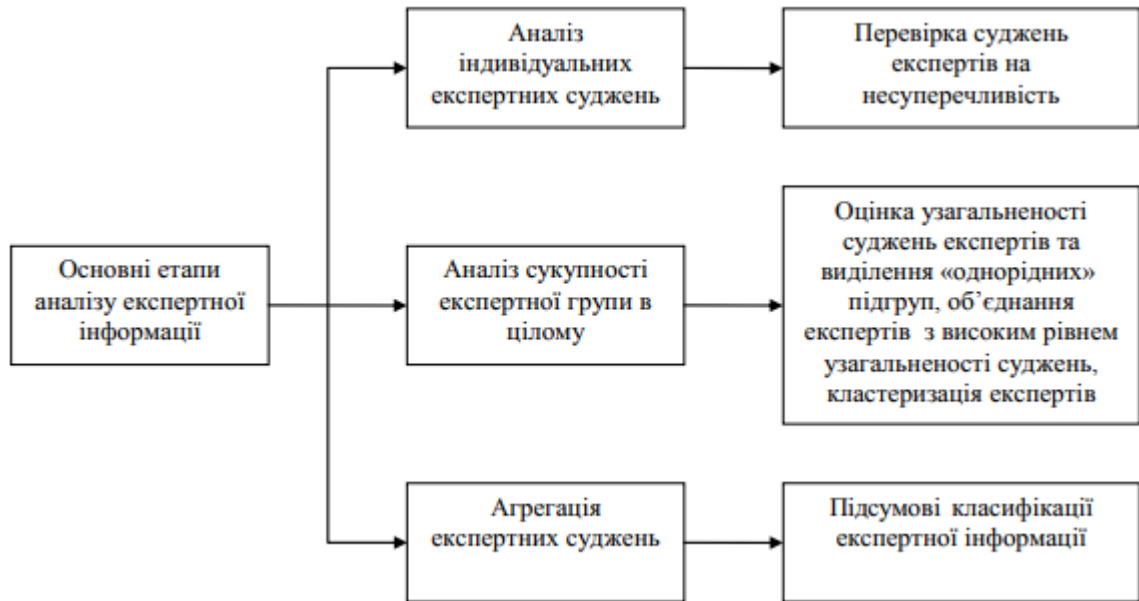 Аналіз
індивідуальних
експертних суджень
Перевірка суджень
експертів на
несуперечливість
Основні етапи
аналізу експертної
інформації
Аналіз сукупності
експертної групи в
цілому
Оцінка узагальненості
суджень експертів та
виділення «однорідних»
підгруп, об’єднання
експертів з високим рівнем
узагальненості суджень,
кластеризація експертів
Агрегація
експертних суджень
Підсумові класифікації
експертної інформації